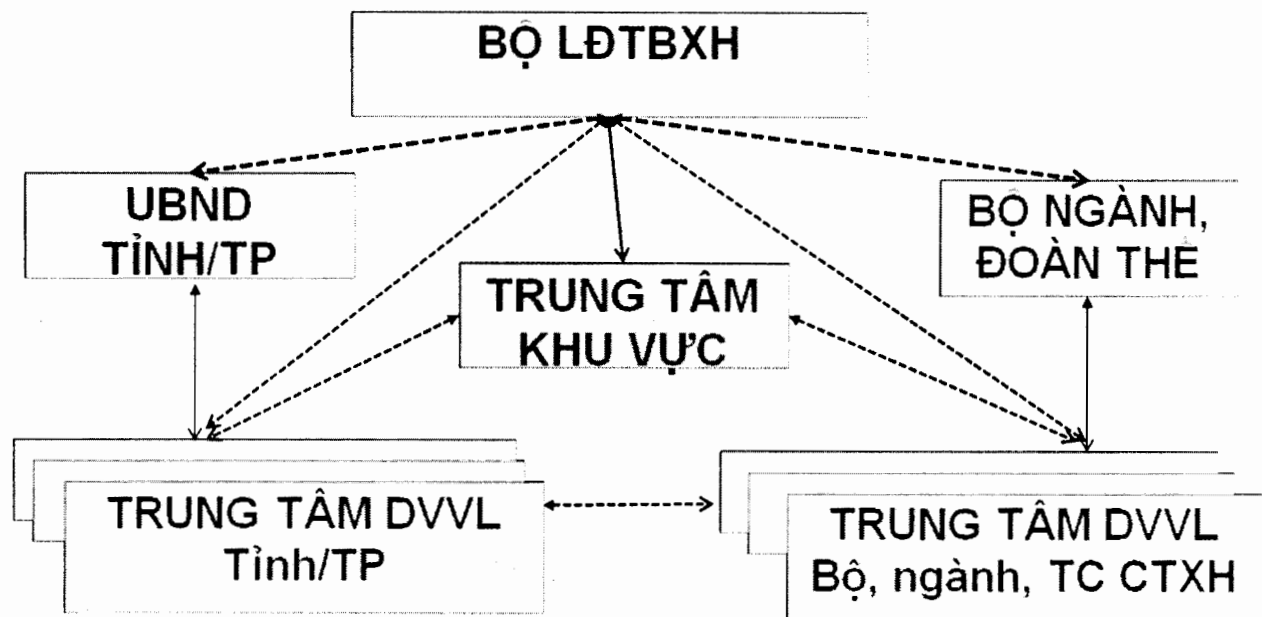 BỘ LĐTBXH
UBND
TỈNH/TP
BỘ NGÀNH,
ĐOÀN THỂ
TRUNG TÂM
KHU VỰC
TRUNG TÂM DVVL
Tỉnh/TP
TRUNG TÂM DVVL
Bộ, ngành, TC CTXH